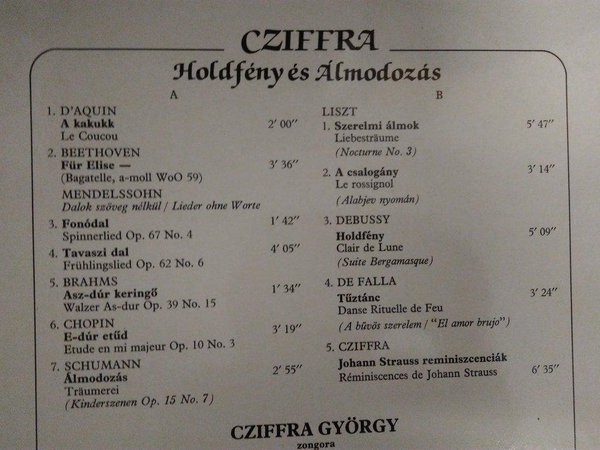 CZIFFRA
Holdfény és Álmodozás
A
1. D'AQUIN
A kakukk 2′ 00″
Le Coucou
2. BEETHOVEN
Für Elise — 3′ 36″
(Bagatelle, a-moll WoO 59)
MENDELSSOHN
Dalok szöveg nélkül / Lieder ohne Worte
3. Fonódal 1′ 42″
Spinnerlied Op. 67 No. 4
4. Tavaszi dal 4′ 05″
Frühlingslied Op. 62 No. 6
5. BRAHMS
Asz-dúr keringő 1′ 34″
Walzer As-dur Op. 39 No. 15
6. CHOPIN
E-dúr etűd 3′ 19″
Etude en mi majeur Op. 10 No. 3
7. SCHUMANN
Álmodozás 2′ 55″
Träumerei
(Kinderszenen Op. 15 No. 7)
B
LISZT
1. Szerelmi álmok 5′ 47″
Liebesträume
(Nocturne No. 3)
2. A csalogány 3′ 14″
Le rossignol
(Alabjev nyomán)
3. DEBUSSY
Holdfény 5′ 09″
Clair de Lune
(Suite Bergamasque)
4. DE FALLA
Tűztánc 3′ 24″
Danse Rituelle de Feu
(A bűvös szerelem / "El amor brujo")
5. CZIFFRA
Johann Strauss reminiszcenciák
Réminiscences de Johann Strauss 6′ 35″
CZIFFRA GYÖRGY
zongora